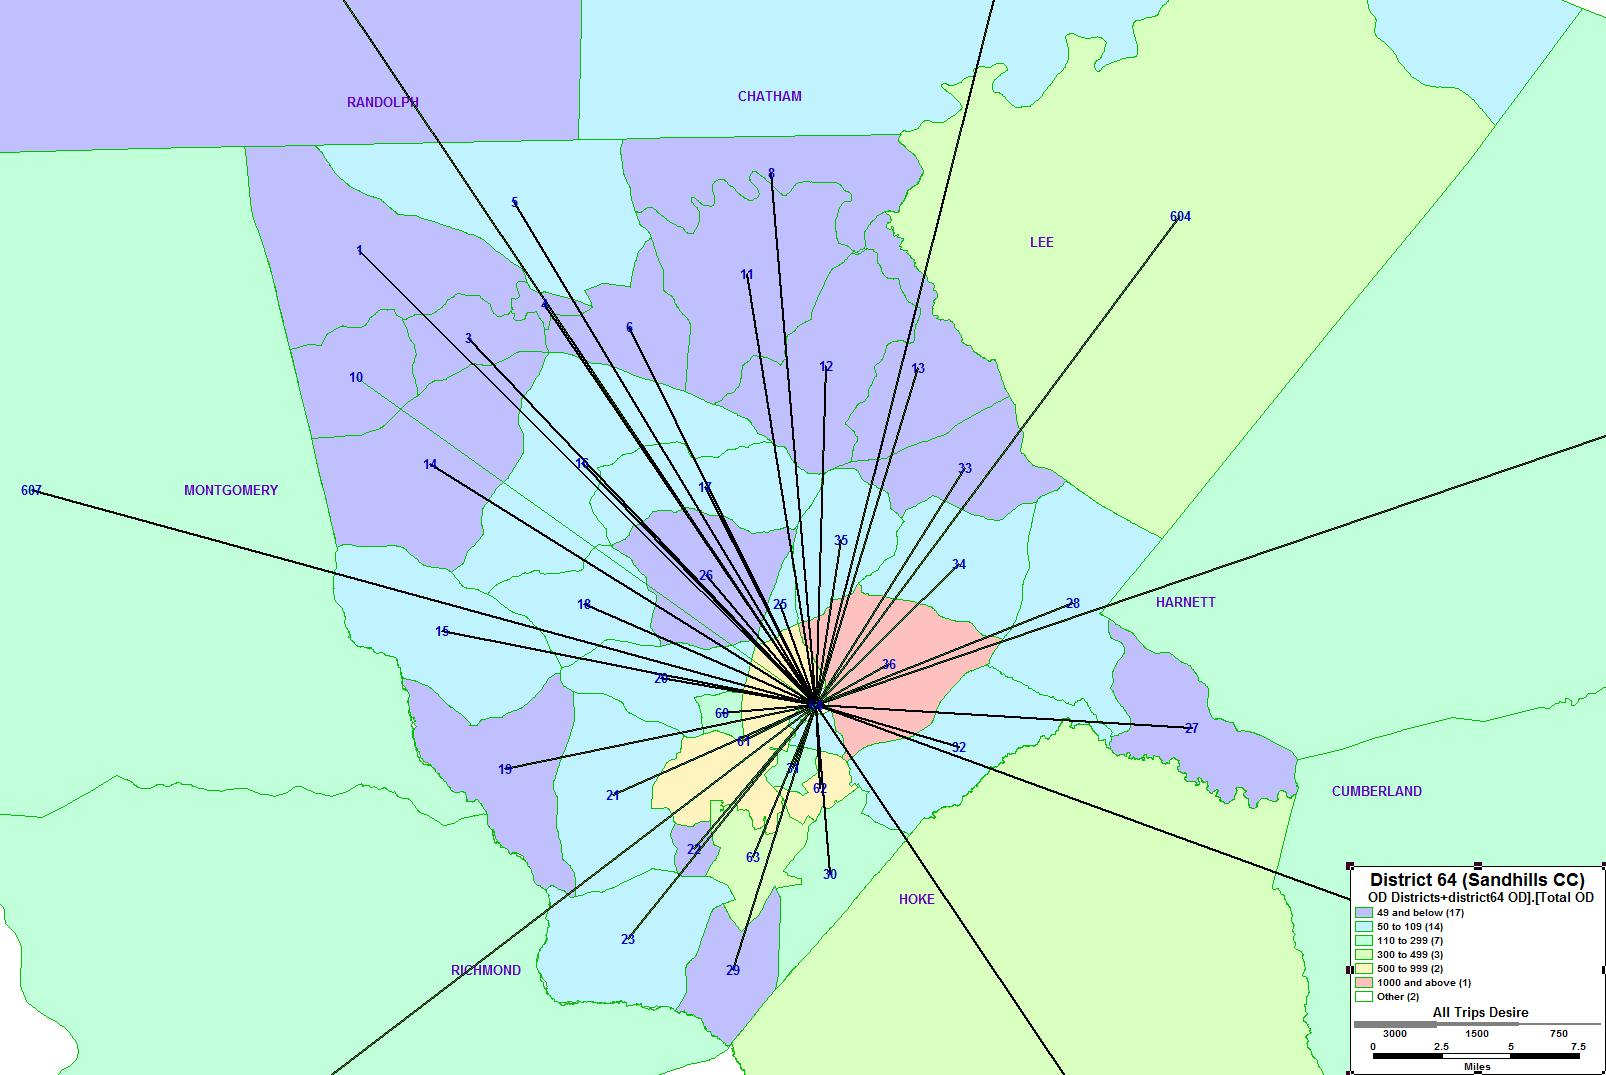 RANDOLPH
CHATHAM
8
5
604
LEE
1
11
4
6
3
12
13
10
14
16
33
17
607
MONTGOMERY
35
34
26
18
25
28
HARNETT
15
36
20
60
27
61
32
19
31
62
21
CUMBERLAND
22
63
30
HOKE
23
RICHMOND
29
District 64 (Sandhills CC)
OD Districts+district64 OD].[Total OD
49 and below (17)
50 to 109 (14)
110 to 299 (7)
300 to 499 (3)
500 to 999 (2)
1000 and above (1)
Other (2)
All Trips Desire
3000 1500 750
0 2.5 5 7.5
Miles